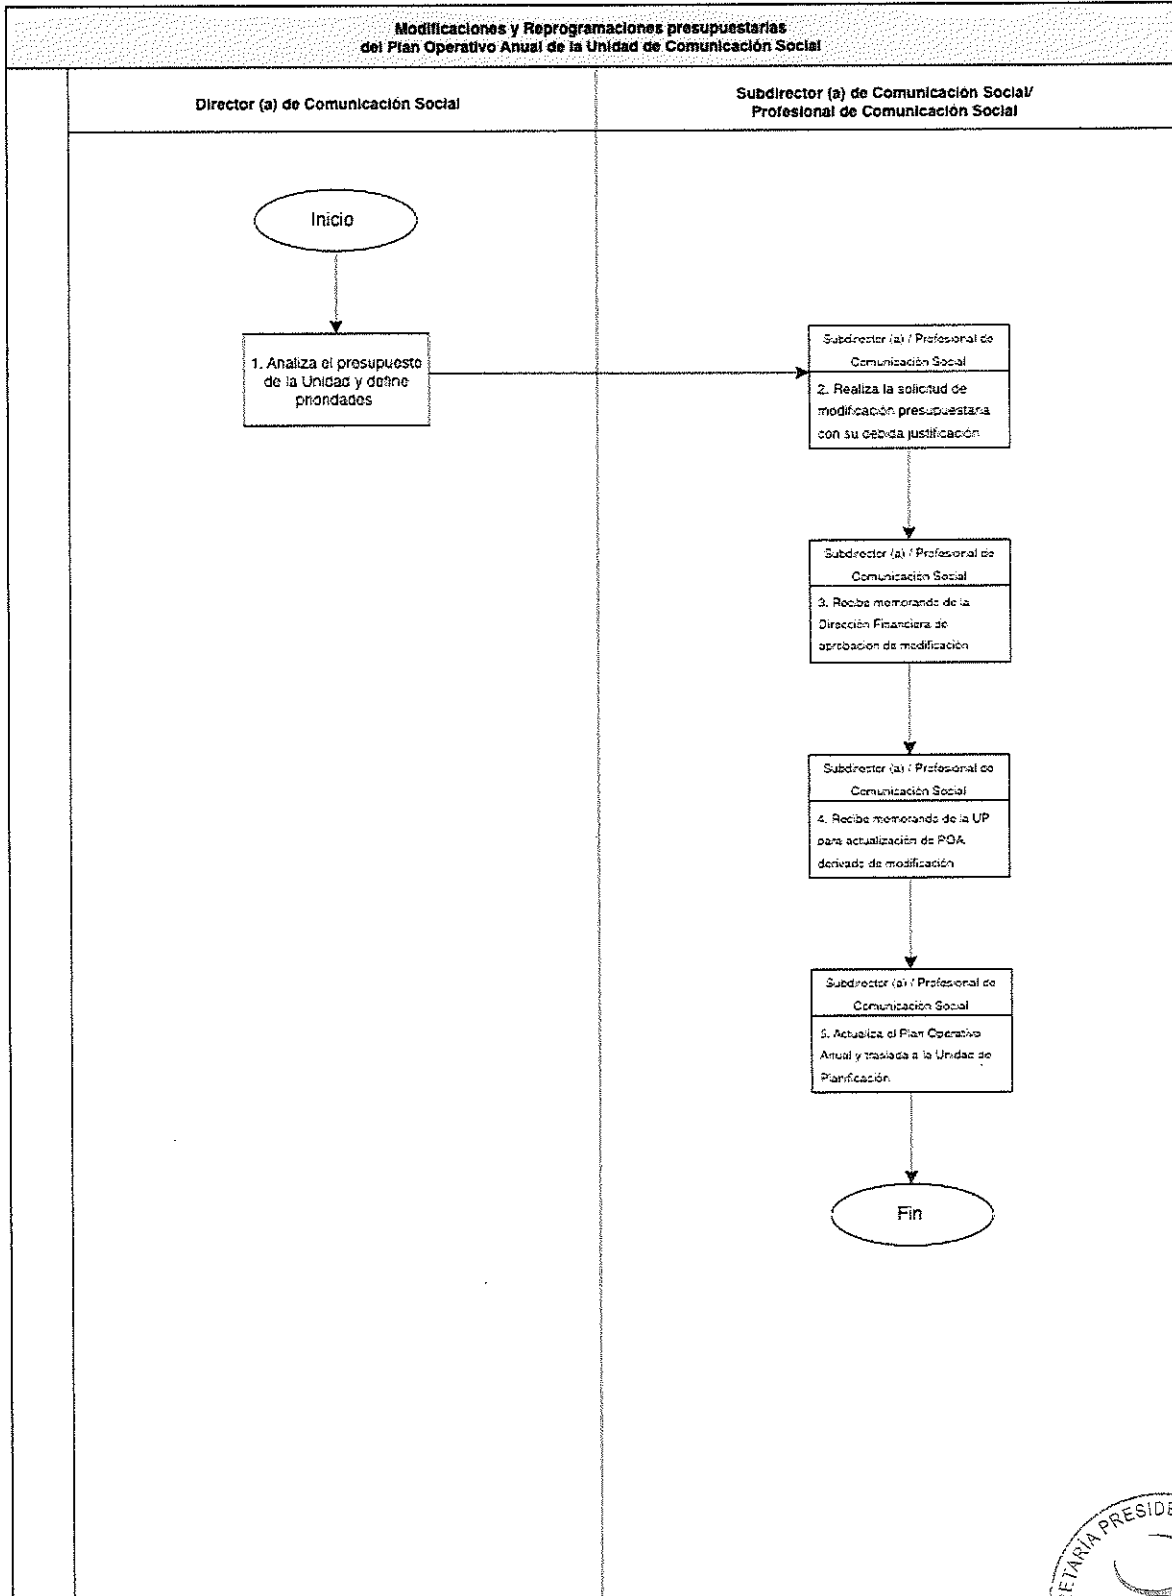 Modificaciones y Reprogramaciones presupuestarias
del Plan Operativo Anual de la Unidad de Comunicación Social
Director (a) de Comunicación Social
Subdirector (a) de Comunicación Social/
Profesional de Comunicación Social
Inicio
1. Analiza el presupuesto
de la Unidad y define
prioridades
Subdirector (a) / Profesional de
Comunicación Social
2. Realiza la solicitud de
modificación presupuestaria
con su debida justificación
Subdirector (a) / Profesional de
Comunicación Social
3. Recibe memorando de la
Dirección Financiera de
aprobacion de modificación
Subdirector (a) / Profesional de
Comunicación Social
4. Recibe memorando de la UP
para actualización de POA
derivado de modificación
Subdirector (a) / Profesional de
Comunicación Social
5. Actualiza el Plan Operativo
Anual y traslada a la Unidad de
Planificación.
Fin
ETARÍA PRESIDE